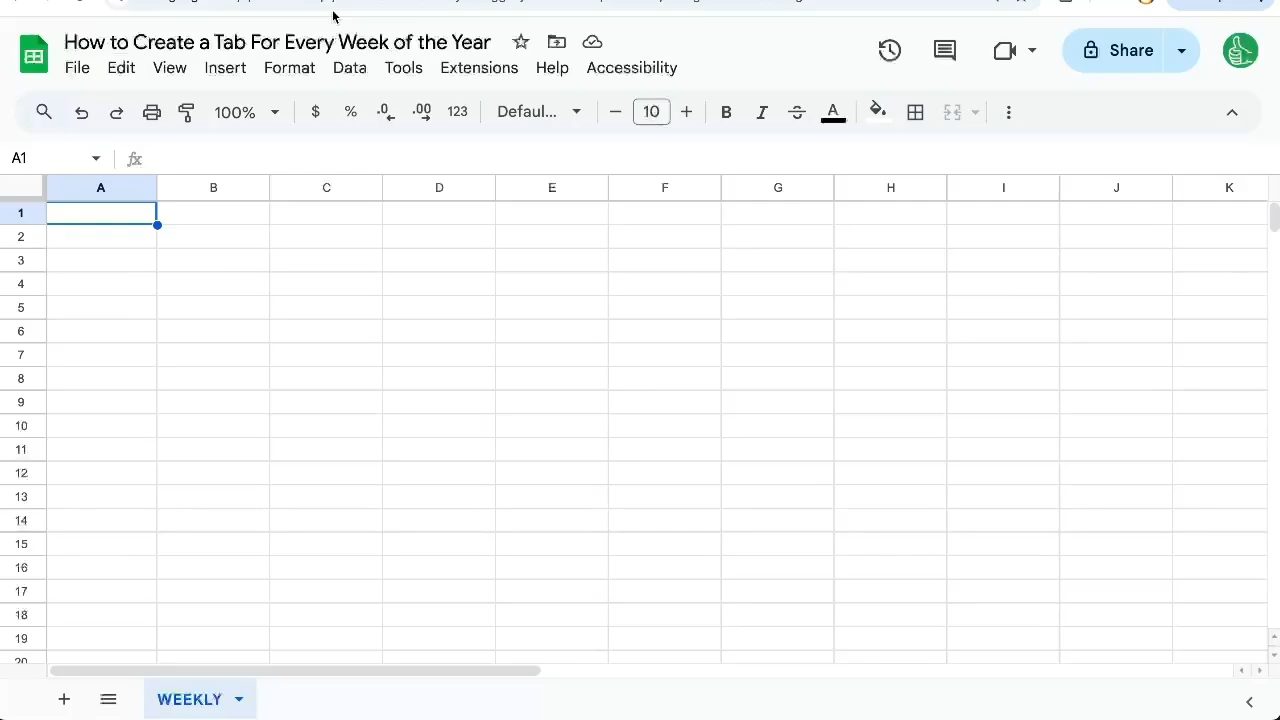 How to Create a Tab For Every Week of the Year
Share
File Edit View Insert Format Data Tools Extensions Help Accessibility
100% $ % .0 .00 123 Defaul... 10 B I S A
A1 fx
A B C D E F G H I J K
1
2
3
4
5
6
7
8
9
10
11
12
13
14
15
16
17
18
19
20
WEEKLY